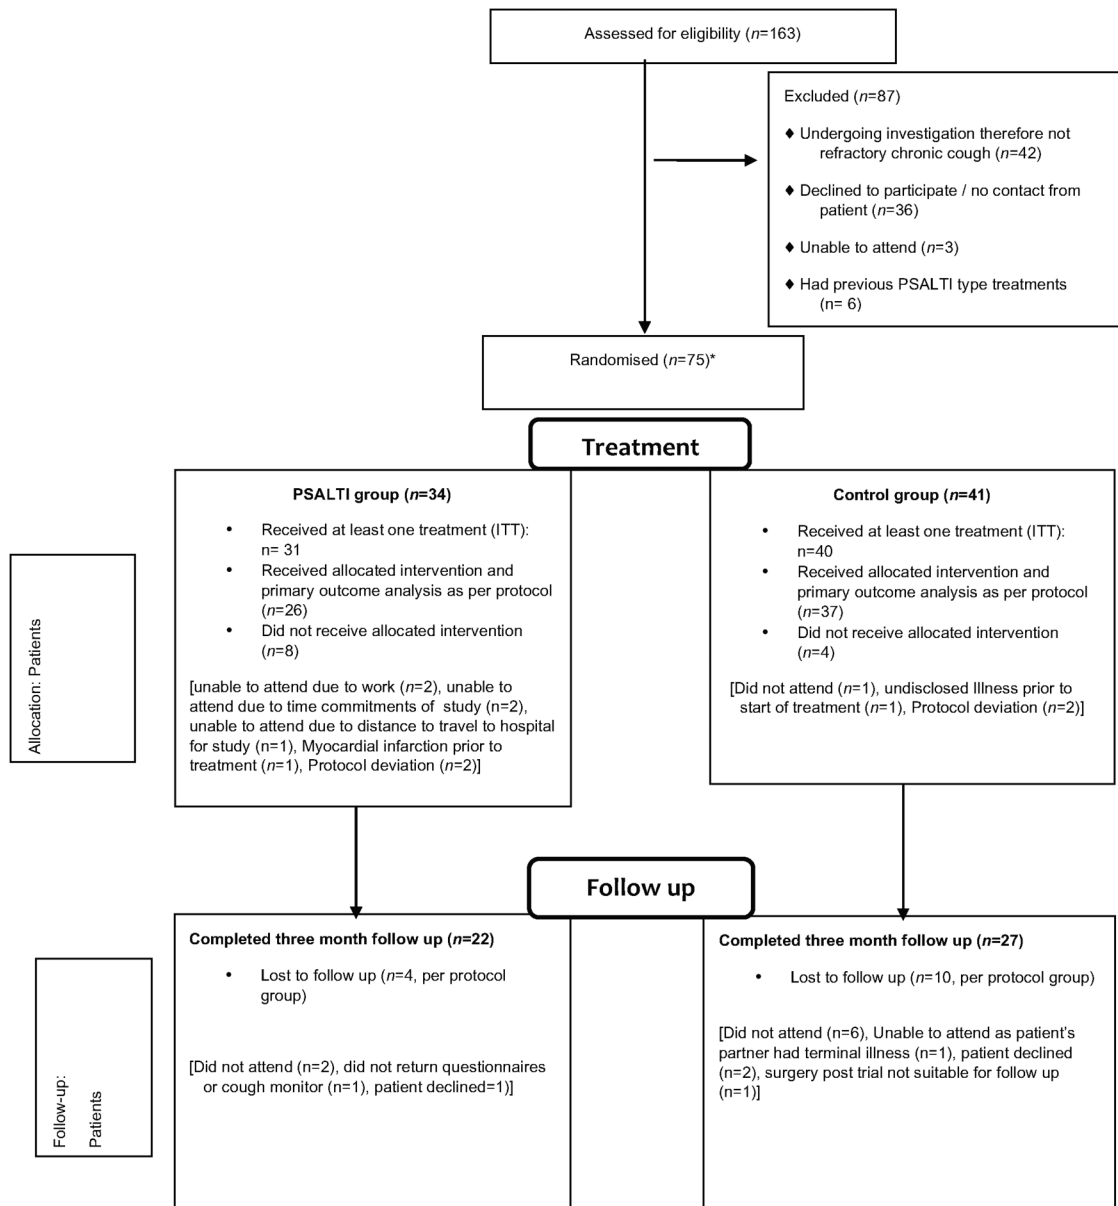 Assessed for eligibility (n=163)
Excluded (n=87)
♦ Undergoing investigation therefore not
refractory chronic cough (n=42)
♦ Declined to participate / no contact from
patient (n=36)
♦ Unable to attend (n=3)
♦ Had previous PSALTI type treatments
(n= 6)
Randomised (n=75)*
Treatment
Allocation: Patients
PSALTI group (n=34)
• Received at least one treatment (ITT):
n= 31
• Received allocated intervention and
primary outcome analysis as per protocol
(n=26)
• Did not receive allocated intervention
(n=8)
[unable to attend due to work (n=2), unable to
attend due to time commitments of study (n=2),
unable to attend due to distance to travel to hospital
for study (n=1), Myocardial infarction prior to
treatment (n=1), Protocol deviation (n=2)]
Control group (n=41)
• Received at least one treatment (ITT):
n=40
• Received allocated intervention and
primary outcome analysis as per protocol
(n=37)
• Did not receive allocated intervention
(n=4)
[Did not attend (n=1), undisclosed Illness prior to
start of treatment (n=1), Protocol deviation (n=2)]
Follow up
Follow-up:
Patients
Completed three month follow up (n=22)
• Lost to follow up (n=4, per protocol
group)
[Did not attend (n=2), did not return questionnaires
or cough monitor (n=1), patient declined=1)]
Completed three month follow up (n=27)
• Lost to follow up (n=10, per protocol group)
[Did not attend (n=6), Unable to attend as patient's
partner had terminal illness (n=1), patient declined
(n=2), surgery post trial not suitable for follow up
(n=1)]